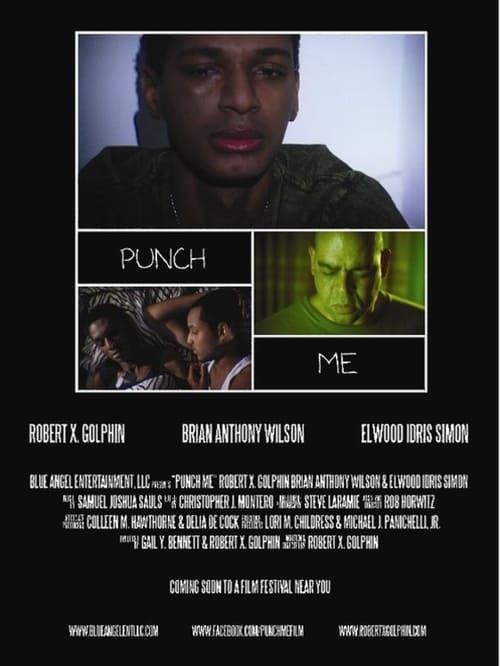 PUNCH
ME
ROBERT X. GOLPHIN BRIAN ANTHONY WILSON ELWOOD IDRIS SIMON
BLUE ANGEL ENTERTAINMENT, LLC PRESENTS "PUNCH ME" ROBERT X. GOLPHIN BRIAN ANTHONY WILSON & ELWOOD IDRIS SIMON
SAMUEL JOSHUA SAULS CHRISTOPHER J. MONTERO STEVE LARAMIE ROB HORWITZ
COLLEEN M. HAWTHORNE & DELIA DE COCK LORI M. CHILDRESS & MICHAEL J. PANICHELLI, JR.
GAIL Y. BENNETT & ROBERT X. GOLPHIN ROBERT X. GOLPHIN
COMING SOON TO A FILM FESTIVAL NEAR YOU
WWW.BLUEANGELENTLLC.COM WWW.FACEBOOK.COM/PUNCHMEFILM WWW.ROBERTXGOLPHIN.COM